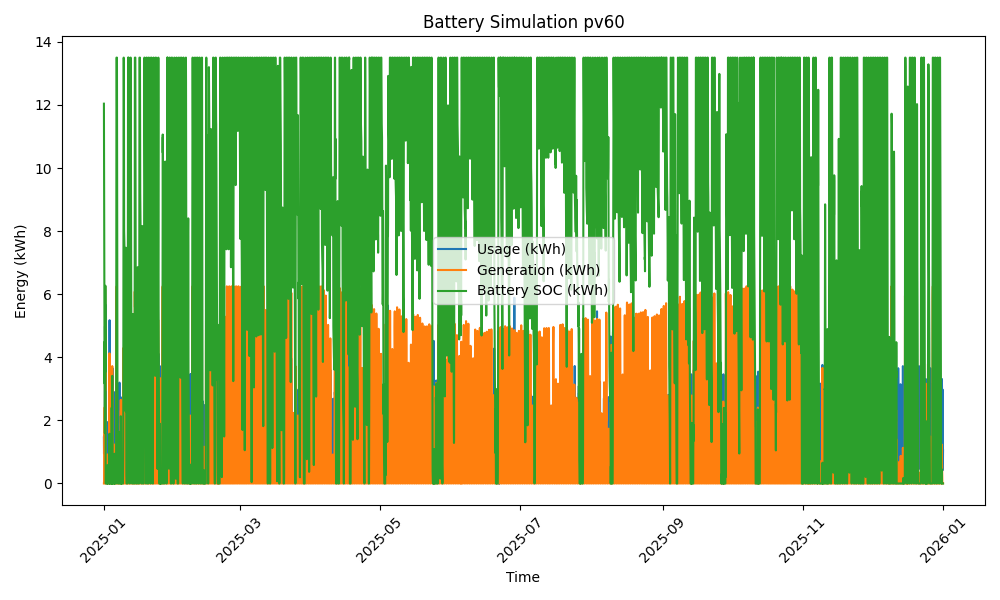 Battery Simulation pv60
Energy (kWh)
14
12
10
8
6
4
2
0
Usage (kWh)
Generation (kWh)
Battery SOC (kWh)
2025-01
2025-03
2025-05
2025-07
2025-09
2025-11
2026-01
Time